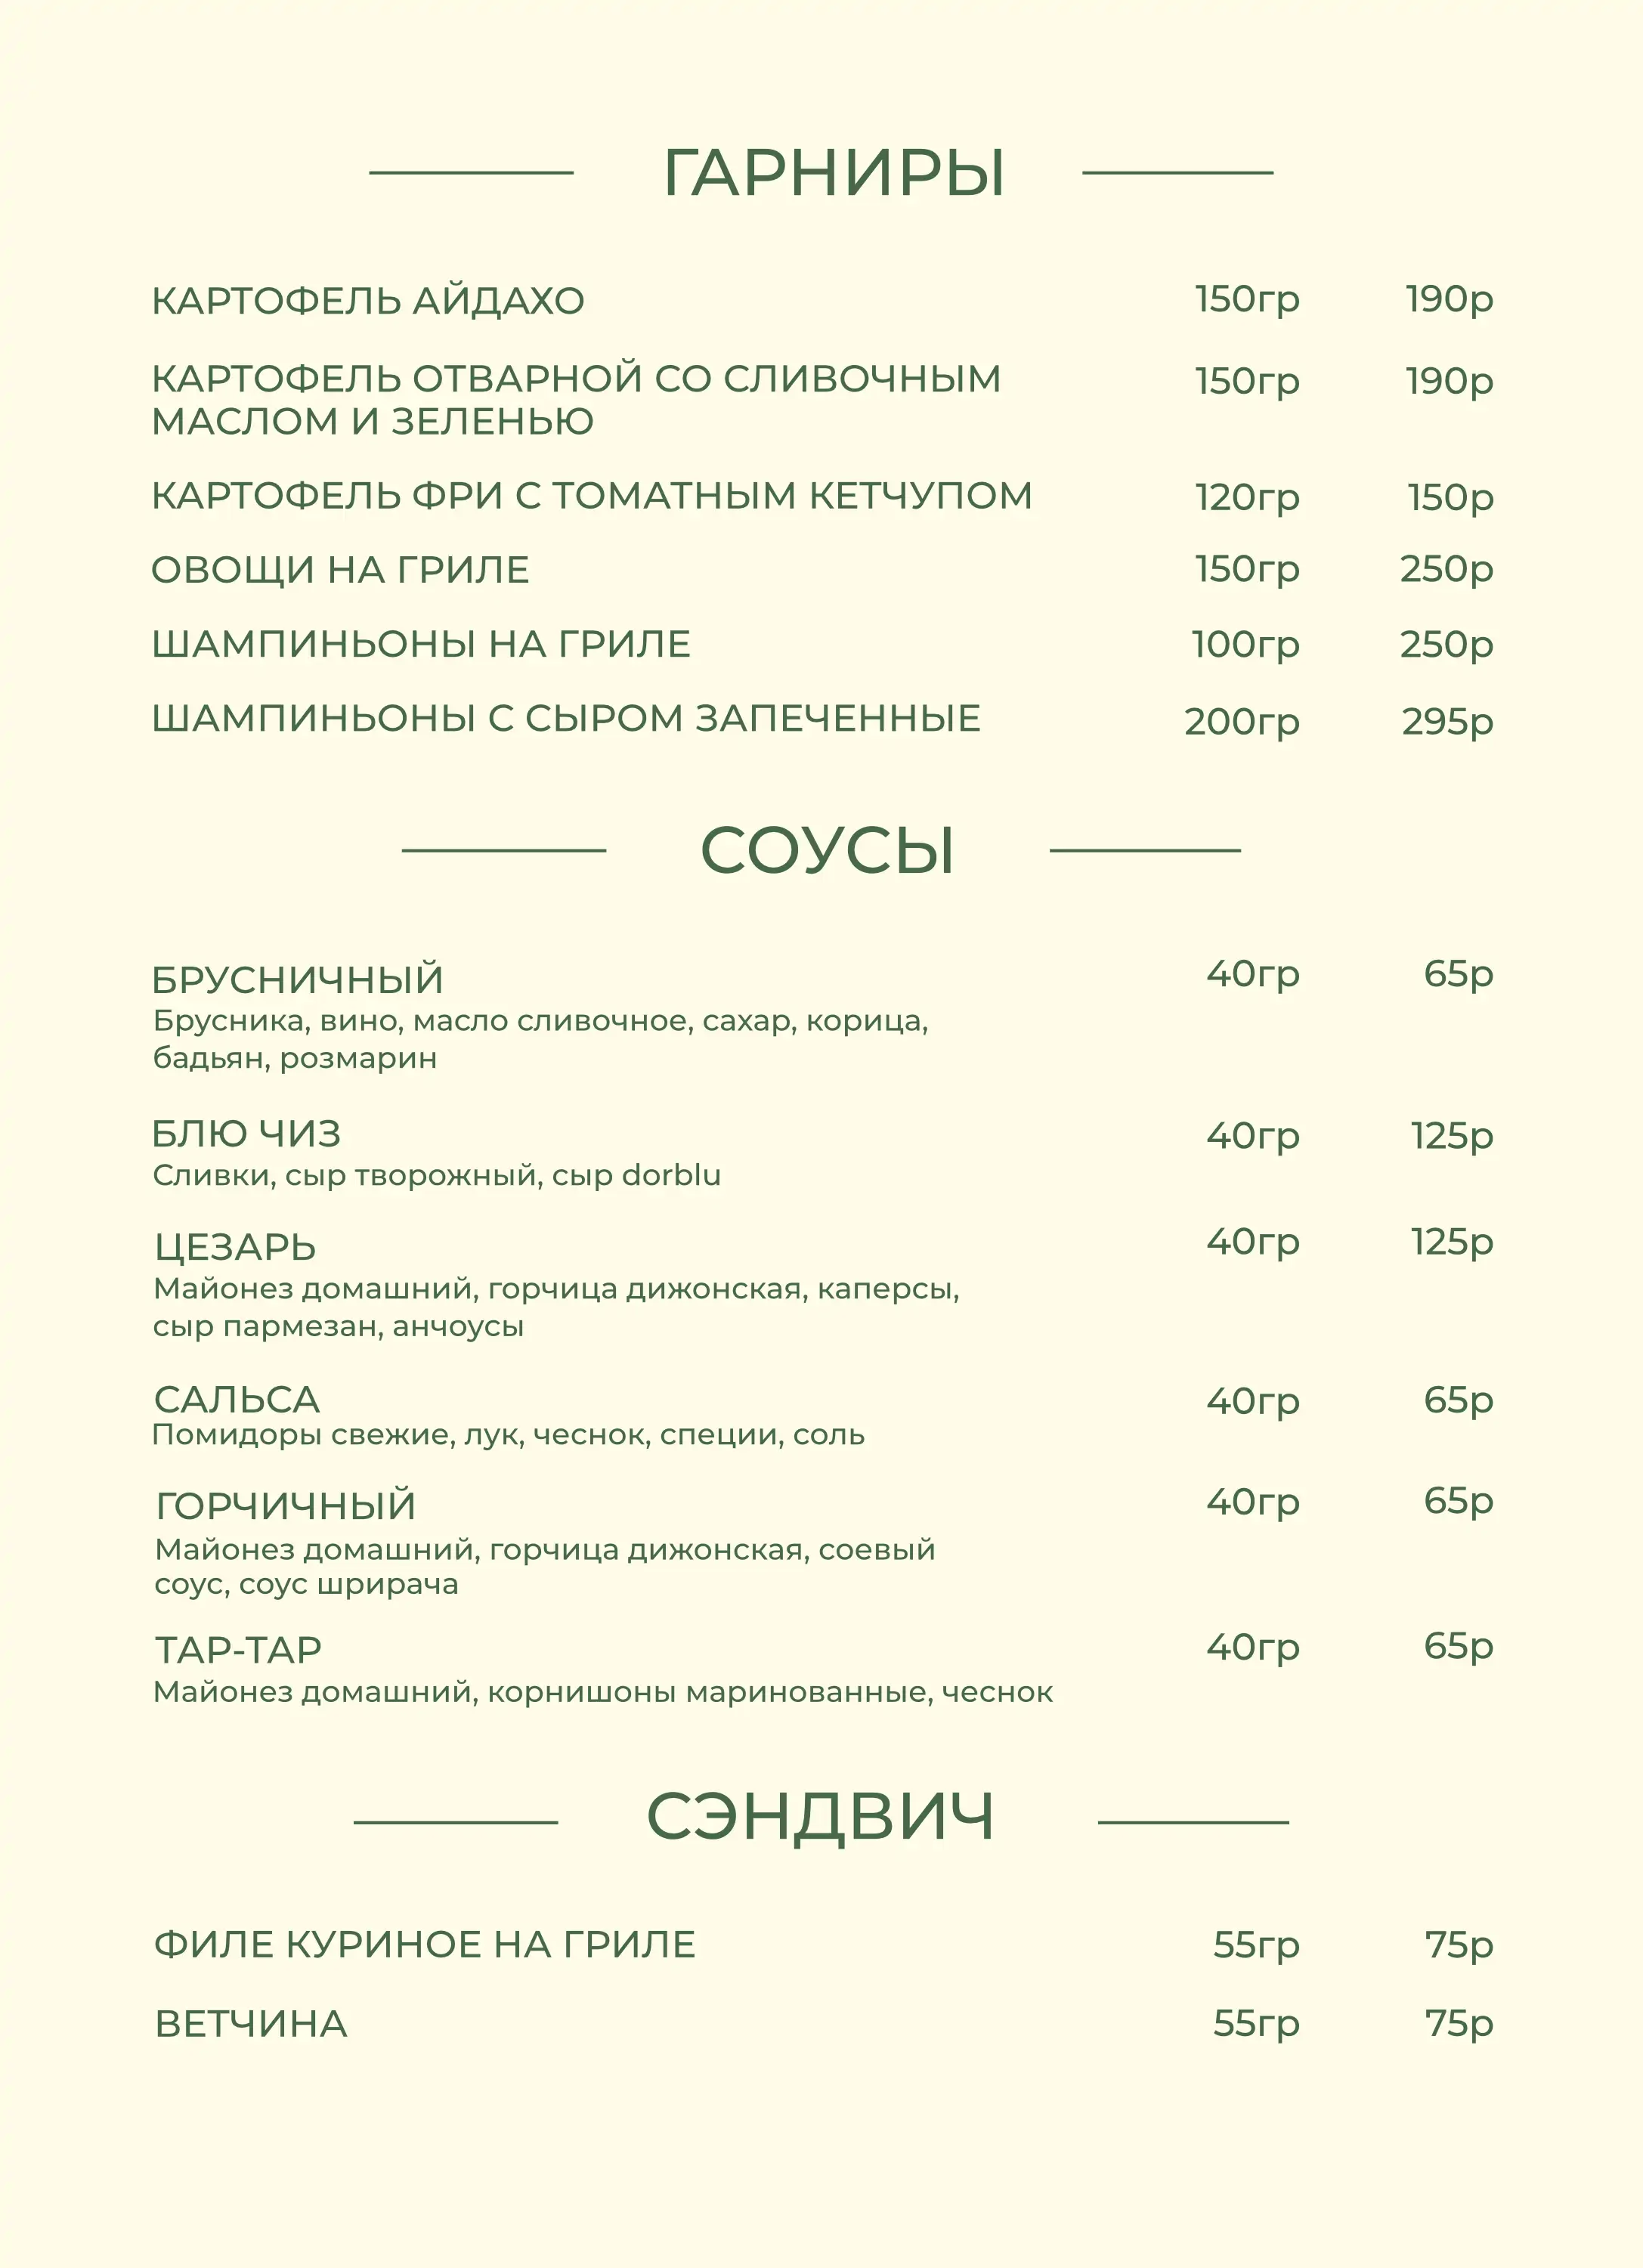 ГАРНИРЫ
КАРТОФЕЛЬ АЙДАХО 150гр 190р
КАРТОФЕЛЬ ОТВАРНОЙ СО СЛИВОЧНЫМ 150гр 190р
МАСЛОМ И ЗЕЛЕНЬЮ
КАРТОФЕЛЬ ФРИ С ТОМАТНЫМ КЕТЧУПОМ 120гр 150р
ОВОЩИ НА ГРИЛЕ 150гр 250р
ШАМПИНЬОНЫ НА ГРИЛЕ 100гр 250р
ШАМПИНЬОНЫ С СЫРОМ ЗАПЕЧЕННЫЕ 200гр 295р
СОУСЫ
БРУСНИЧНЫЙ 40гр 65р
Брусника, вино, масло сливочное, сахар, корица,
бадьян, розмарин
БЛЮ ЧИЗ 40гр 125р
Сливки, сыр творожный, сыр dorblu
ЦЕЗАРЬ 40гр 125р
Майонез домашний, горчица дижонская, каперсы,
сыр пармезан, анчоусы
САЛЬСА 40гр 65р
Помидоры свежие, лук, чеснок, специи, соль
ГОРЧИЧНЫЙ 40гр 65р
Майонез домашний, горчица дижонская, соевый
соус, соус шрирача
ТАР-ТАР 40гр 65р
Майонез домашний, корнишоны маринованные, чеснок
СЭНДВИЧ
ФИЛЕ КУРИНОЕ НА ГРИЛЕ 55гр 75р
ВЕТЧИНА 55гр 75р